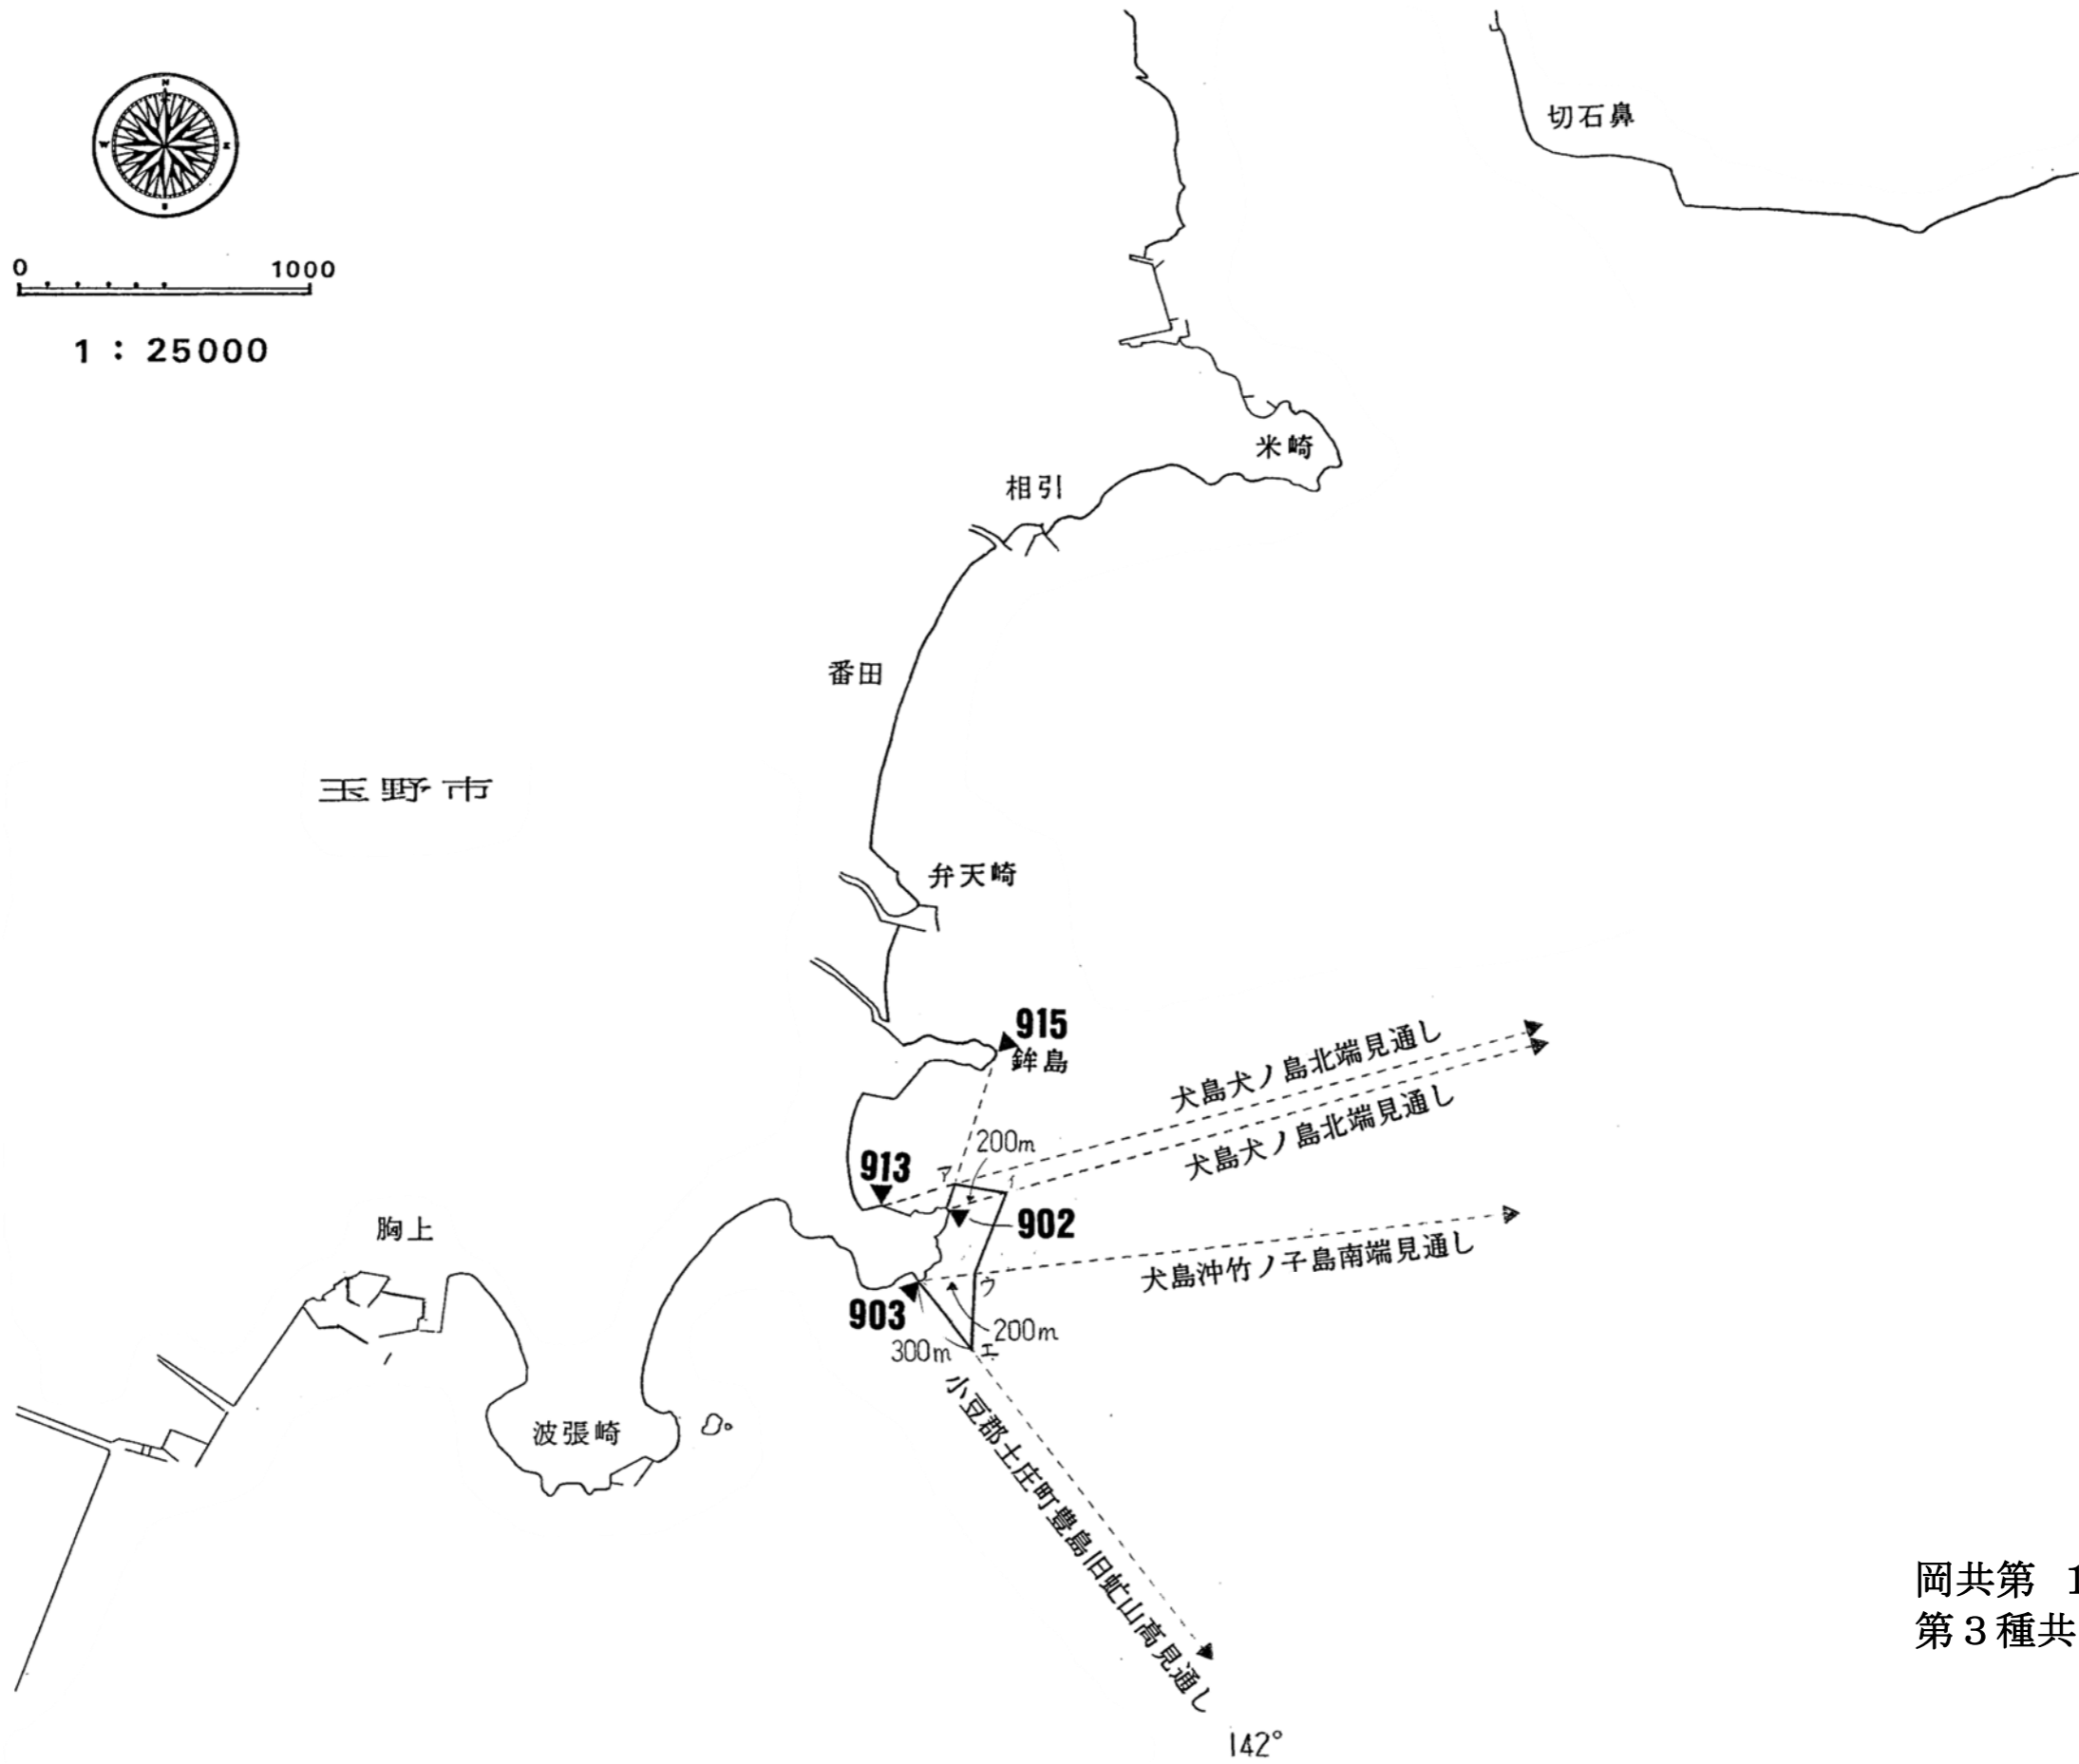 N
W
E
S
切石鼻
0 1000
1 : 25000
米崎
相引
番田
玉野市
弁天崎
915
鉾島
犬島犬ノ島北端見通し
犬島犬ノ島北端見通し
200m
913
ア
イ
902
胸上
犬島沖竹ノ子島南端見通し
ウ
903
200m
300m
エ
波張崎
小豆郡土庄町豊島旧虻山高見通し
142°
岡共第 1
第３種共